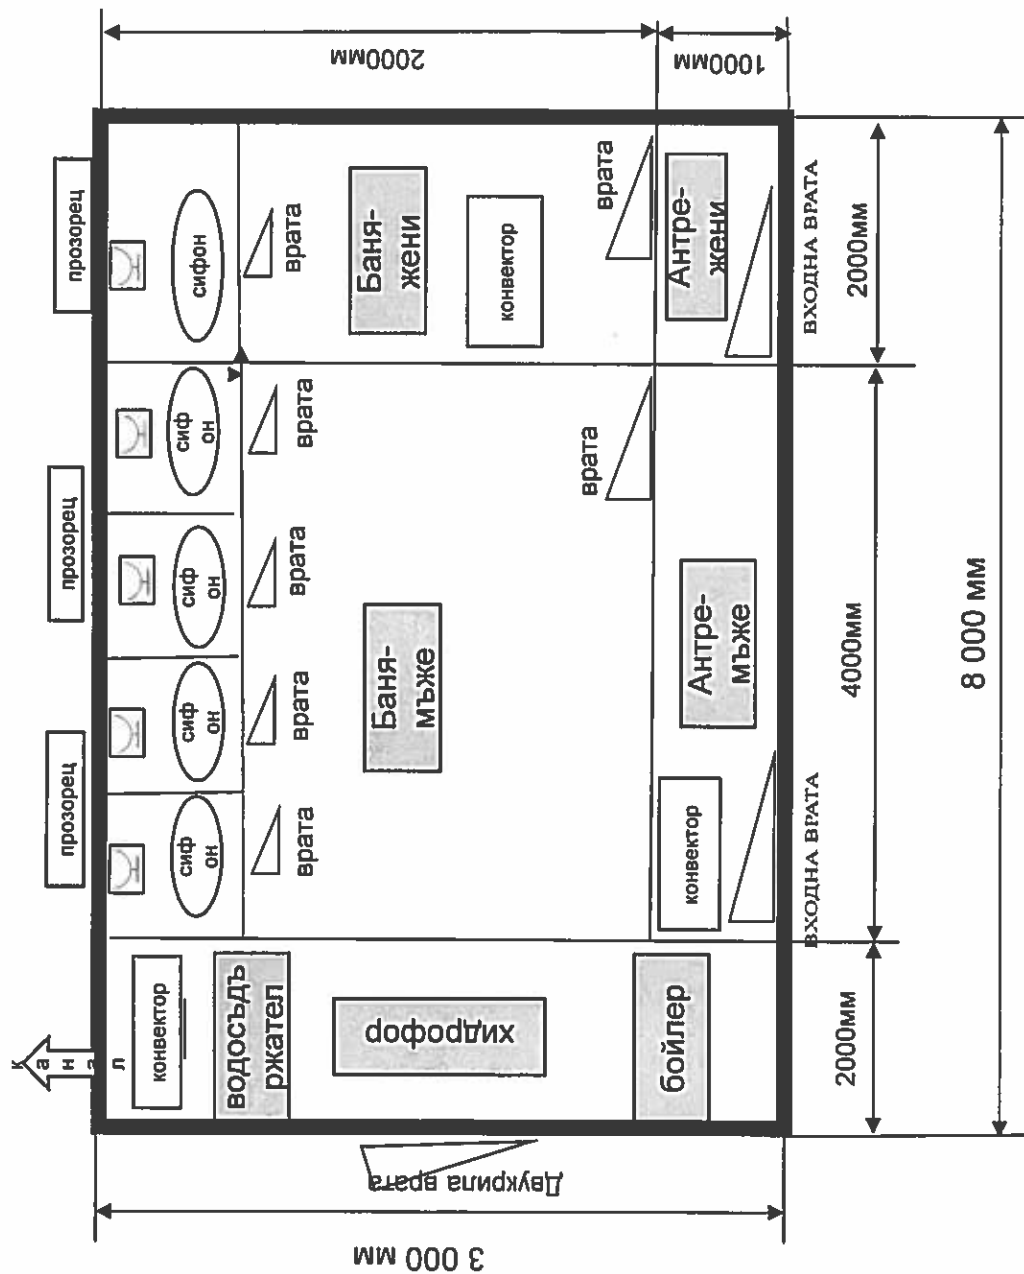 к
а
н
а
л
прозорец
прозорец
прозорец
конвектор
сиф
он
сиф
он
сиф
он
сиф
он
сифон
водосъдъ
ржател
врата
врата
врата
врата
врата
Двукрила врата
3 000 мм
хидрофор
Баня-
мъже
Баня-
жени
конвектор
2000мм
врата
врата
бойлер
конвектор
Антре-
мъже
Антре-
жени
1000мм
ВХОДНА ВРАТА
ВХОДНА ВРАТА
2000мм
4000мм
2000мм
8 000 мм